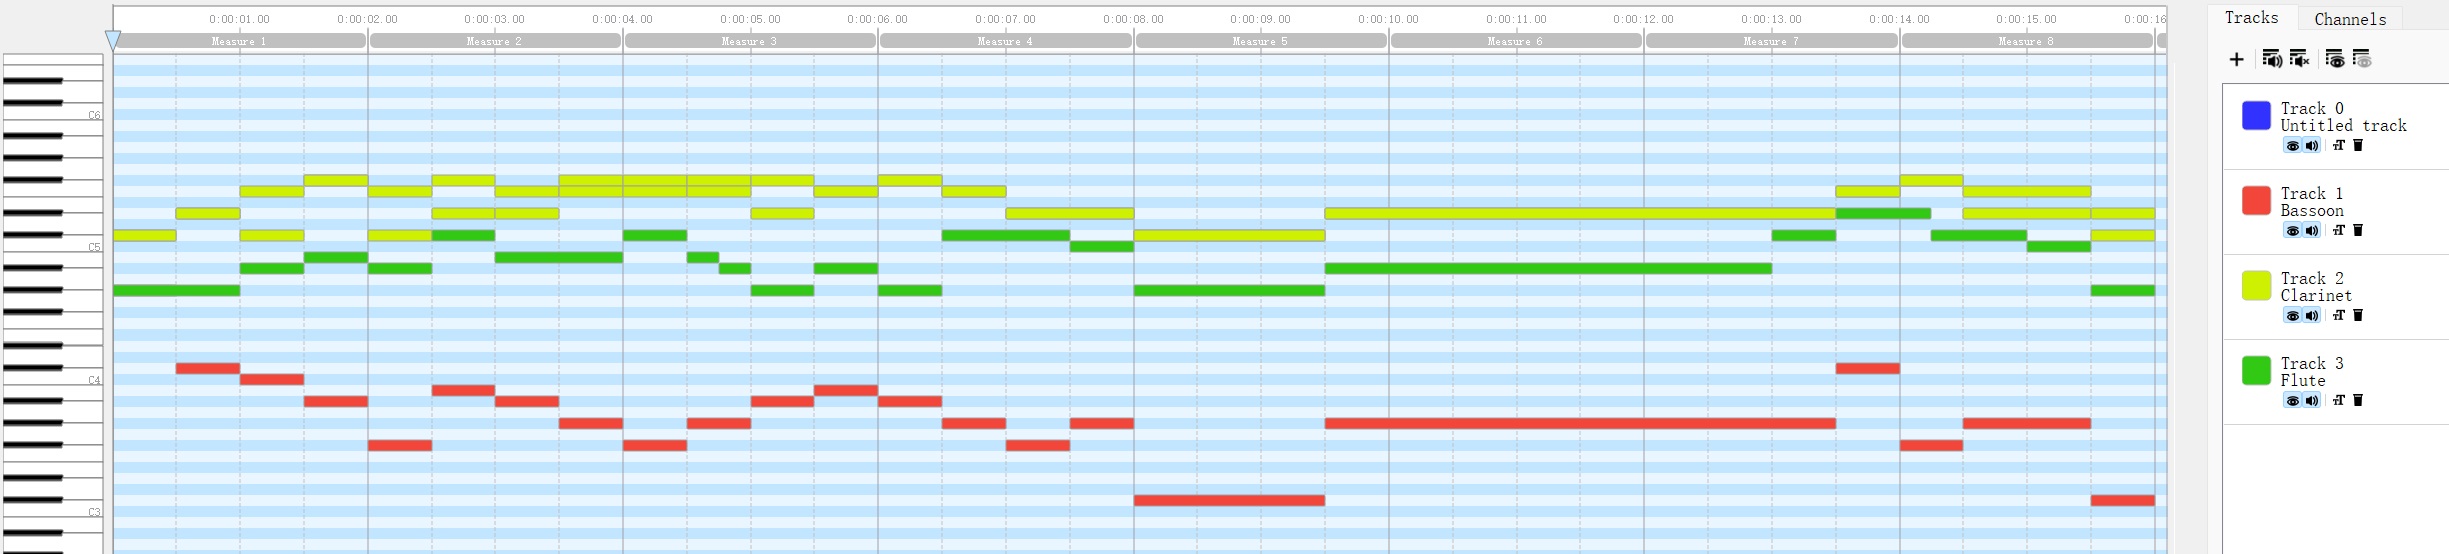 0:00:01.00 0:00:02.00 0:00:03.00 0:00:04.00 0:00:05.00 0:00:06.00 0:00:07.00 0:00:08.00 0:00:09.00 0:00:10.00 0:00:11.00 0:00:12.00 0:00:13.00 0:00:14.00 0:00:15.00 0:00:16
Measure 1 Measure 2 Measure 3 Measure 4 Measure 5 Measure 6 Measure 7 Measure 8
C6
C5
C4
C3
Tracks Channels
Track 0
Untitled track
Track 1
Bassoon
Track 2
Clarinet
Track 3
Flute